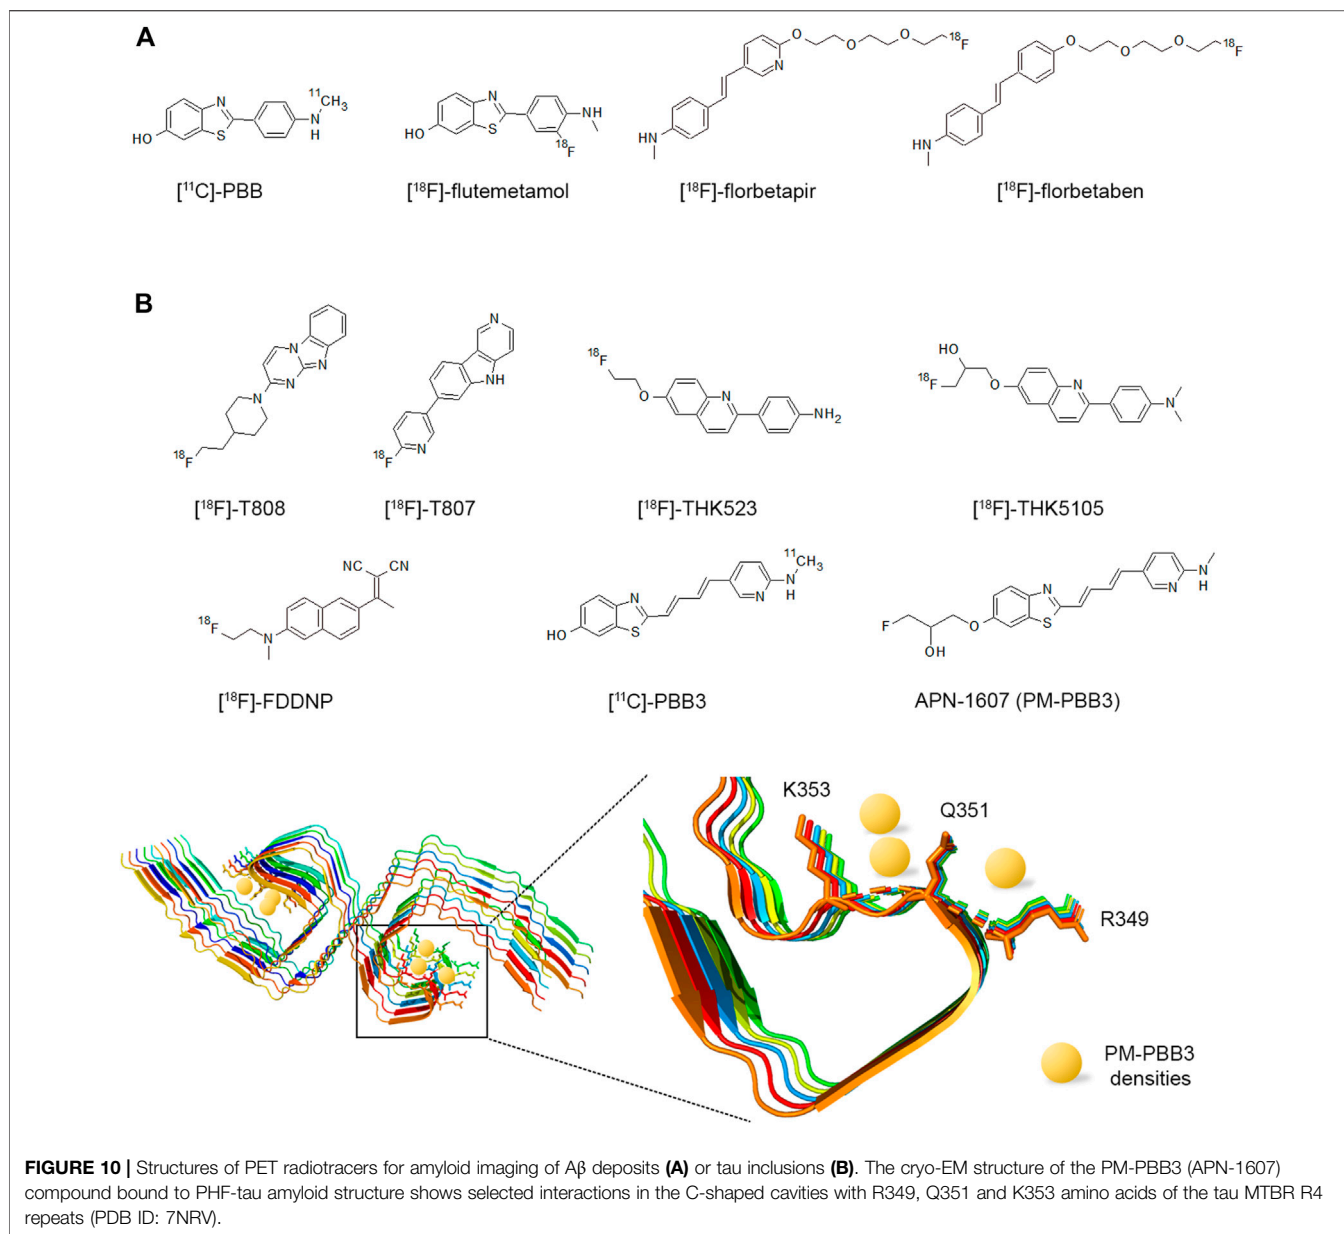 A
HO
N
S
¹¹CH₃
N
H
[¹¹C]-PBB
HO
N
S
NH
¹⁸F
[¹⁸F]-flutemetamol
HN
N
O
O
O
¹⁸F
[¹⁸F]-florbetapir
HN
O
O
O
¹⁸F
[¹⁸F]-florbetaben
B
N
N
N
N
¹⁸F
[¹⁸F]-T808
N
NH
N
¹⁸F
[¹⁸F]-T807
¹⁸F
O
N
NH₂
[¹⁸F]-THK523
HO
¹⁸F
O
N
N
[¹⁸F]-THK5105
NC CN
¹⁸F
N
[¹⁸F]-FDDNP
HO
N
S
N
¹¹CH₃
N
H
[¹¹C]-PBB3
F
OH
O
N
S
N
N
H
APN-1607 (PM-PBB3)
K353
Q351
R349
PM-PBB3
densities
FIGURE 10 | Structures of PET radiotracers for amyloid imaging of Aβ deposits (A) or tau inclusions (B). The cryo-EM structure of the PM-PBB3 (APN-1607)
compound bound to PHF-tau amyloid structure shows selected interactions in the C-shaped cavities with R349, Q351 and K353 amino acids of the tau MTBR R4
repeats (PDB ID: 7NRV).